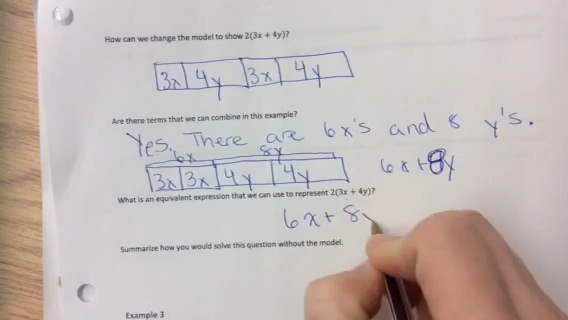 How can we change the model to show 2(3x + 4y)?
3x 4y 3x 4y
Are there terms that we can combine in this example?
Yes. There are 6x's and 8 y's.
6x 8y
3x 3x 4y 4y 6x+8y
What is an equivalent expression that we can use to represent 2(3x + 4y)?
6x+8y
Summarize how you would solve this question without the model.
Example 3